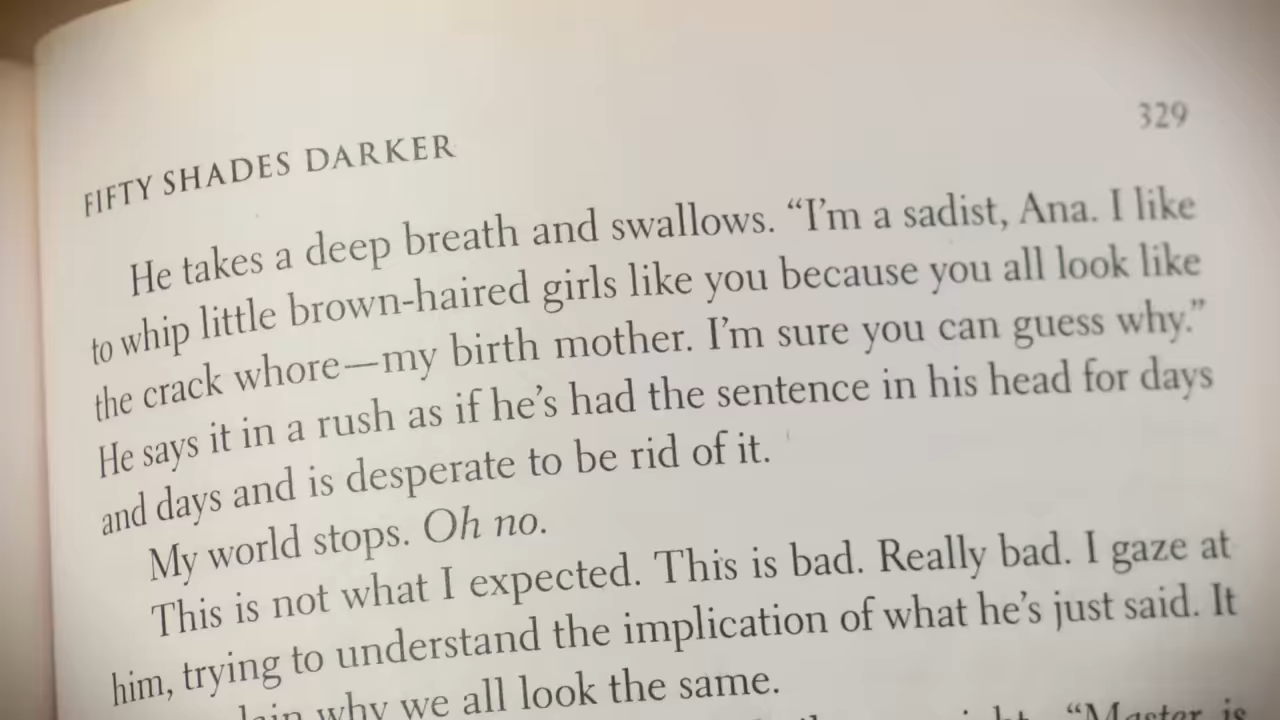 329
FIFTY SHADES DARKER
He takes a deep breath and swallows. “I’m a sadist, Ana. I like
to whip little brown-haired girls like you because you all look like
the crack whore—my birth mother. I’m sure you can guess why.”
He says it in a rush as if he’s had the sentence in his head for days
and days and is desperate to be rid of it.
My world stops. Oh no.
This is not what I expected. This is bad. Really bad. I gaze at
him, trying to understand the implication of what he’s just said. It
why we all look the same.
“Master is